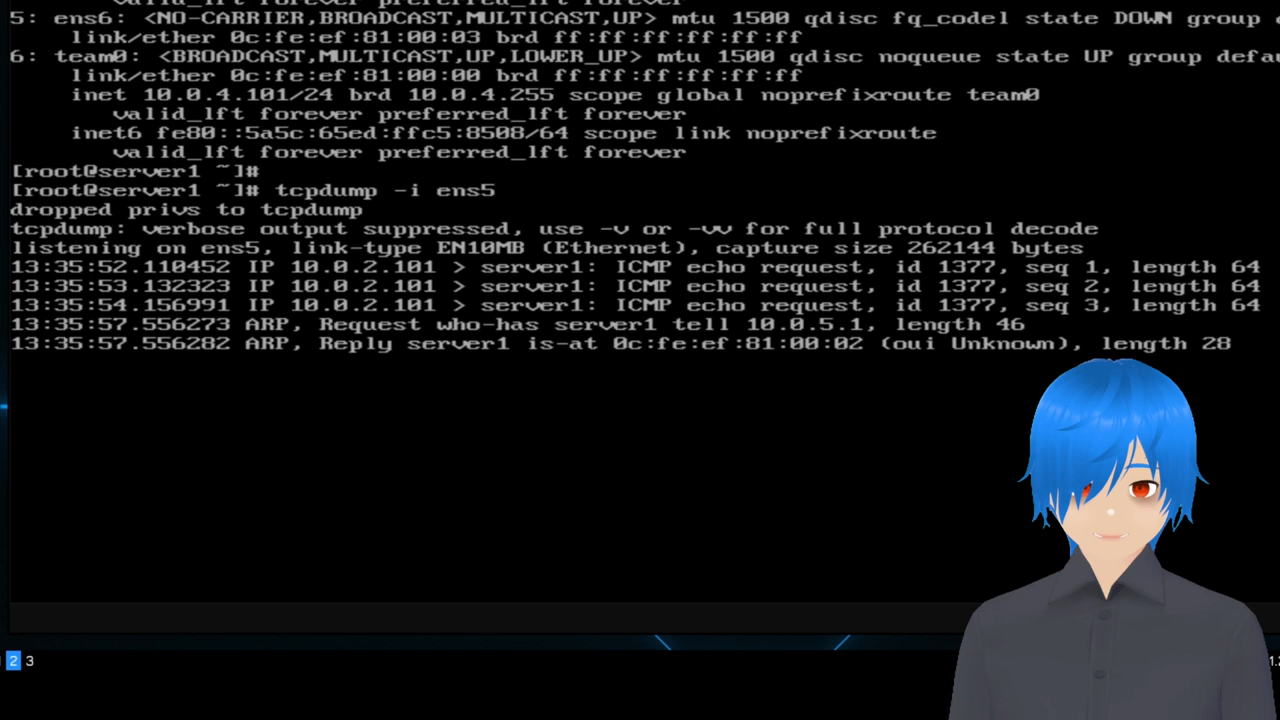 valid_lft forever preferred_lft forever
5: ens6: <NO-CARRIER,BROADCAST,MULTICAST,UP> mtu 1500 qdisc fq_codel state DOWN group
link/ether 0c:fe:ef:81:00:03 brd ff:ff:ff:ff:ff:ff
6: team0: <BROADCAST,MULTICAST,UP,LOWER_UP> mtu 1500 qdisc noqueue state UP group defau
link/ether 0c:fe:ef:81:00:00 brd ff:ff:ff:ff:ff:ff
inet 10.0.4.101/24 brd 10.0.4.255 scope global noprefixroute team0
valid_lft forever preferred_lft forever
inet6 fe80::5a5c:65ed:ffc5:8508/64 scope link noprefixroute
valid_lft forever preferred_lft forever
[root@server1 ~]#
[root@server1 ~]# tcpdump -i ens5
dropped privs to tcpdump
tcpdump: verbose output suppressed, use -v or -vv for full protocol decode
listening on ens5, link-type EN10MB (Ethernet), capture size 262144 bytes
13:35:52.110452 IP 10.0.2.101 > server1: ICMP echo request, id 1377, seq 1, length 64
13:35:53.132323 IP 10.0.2.101 > server1: ICMP echo request, id 1377, seq 2, length 64
13:35:54.156991 IP 10.0.2.101 > server1: ICMP echo request, id 1377, seq 3, length 64
13:35:57.556273 ARP, Request who-has server1 tell 10.0.5.1, length 46
13:35:57.556282 ARP, Reply server1 is-at 0c:fe:ef:81:00:02 (oui Unknown), length 28
2 3